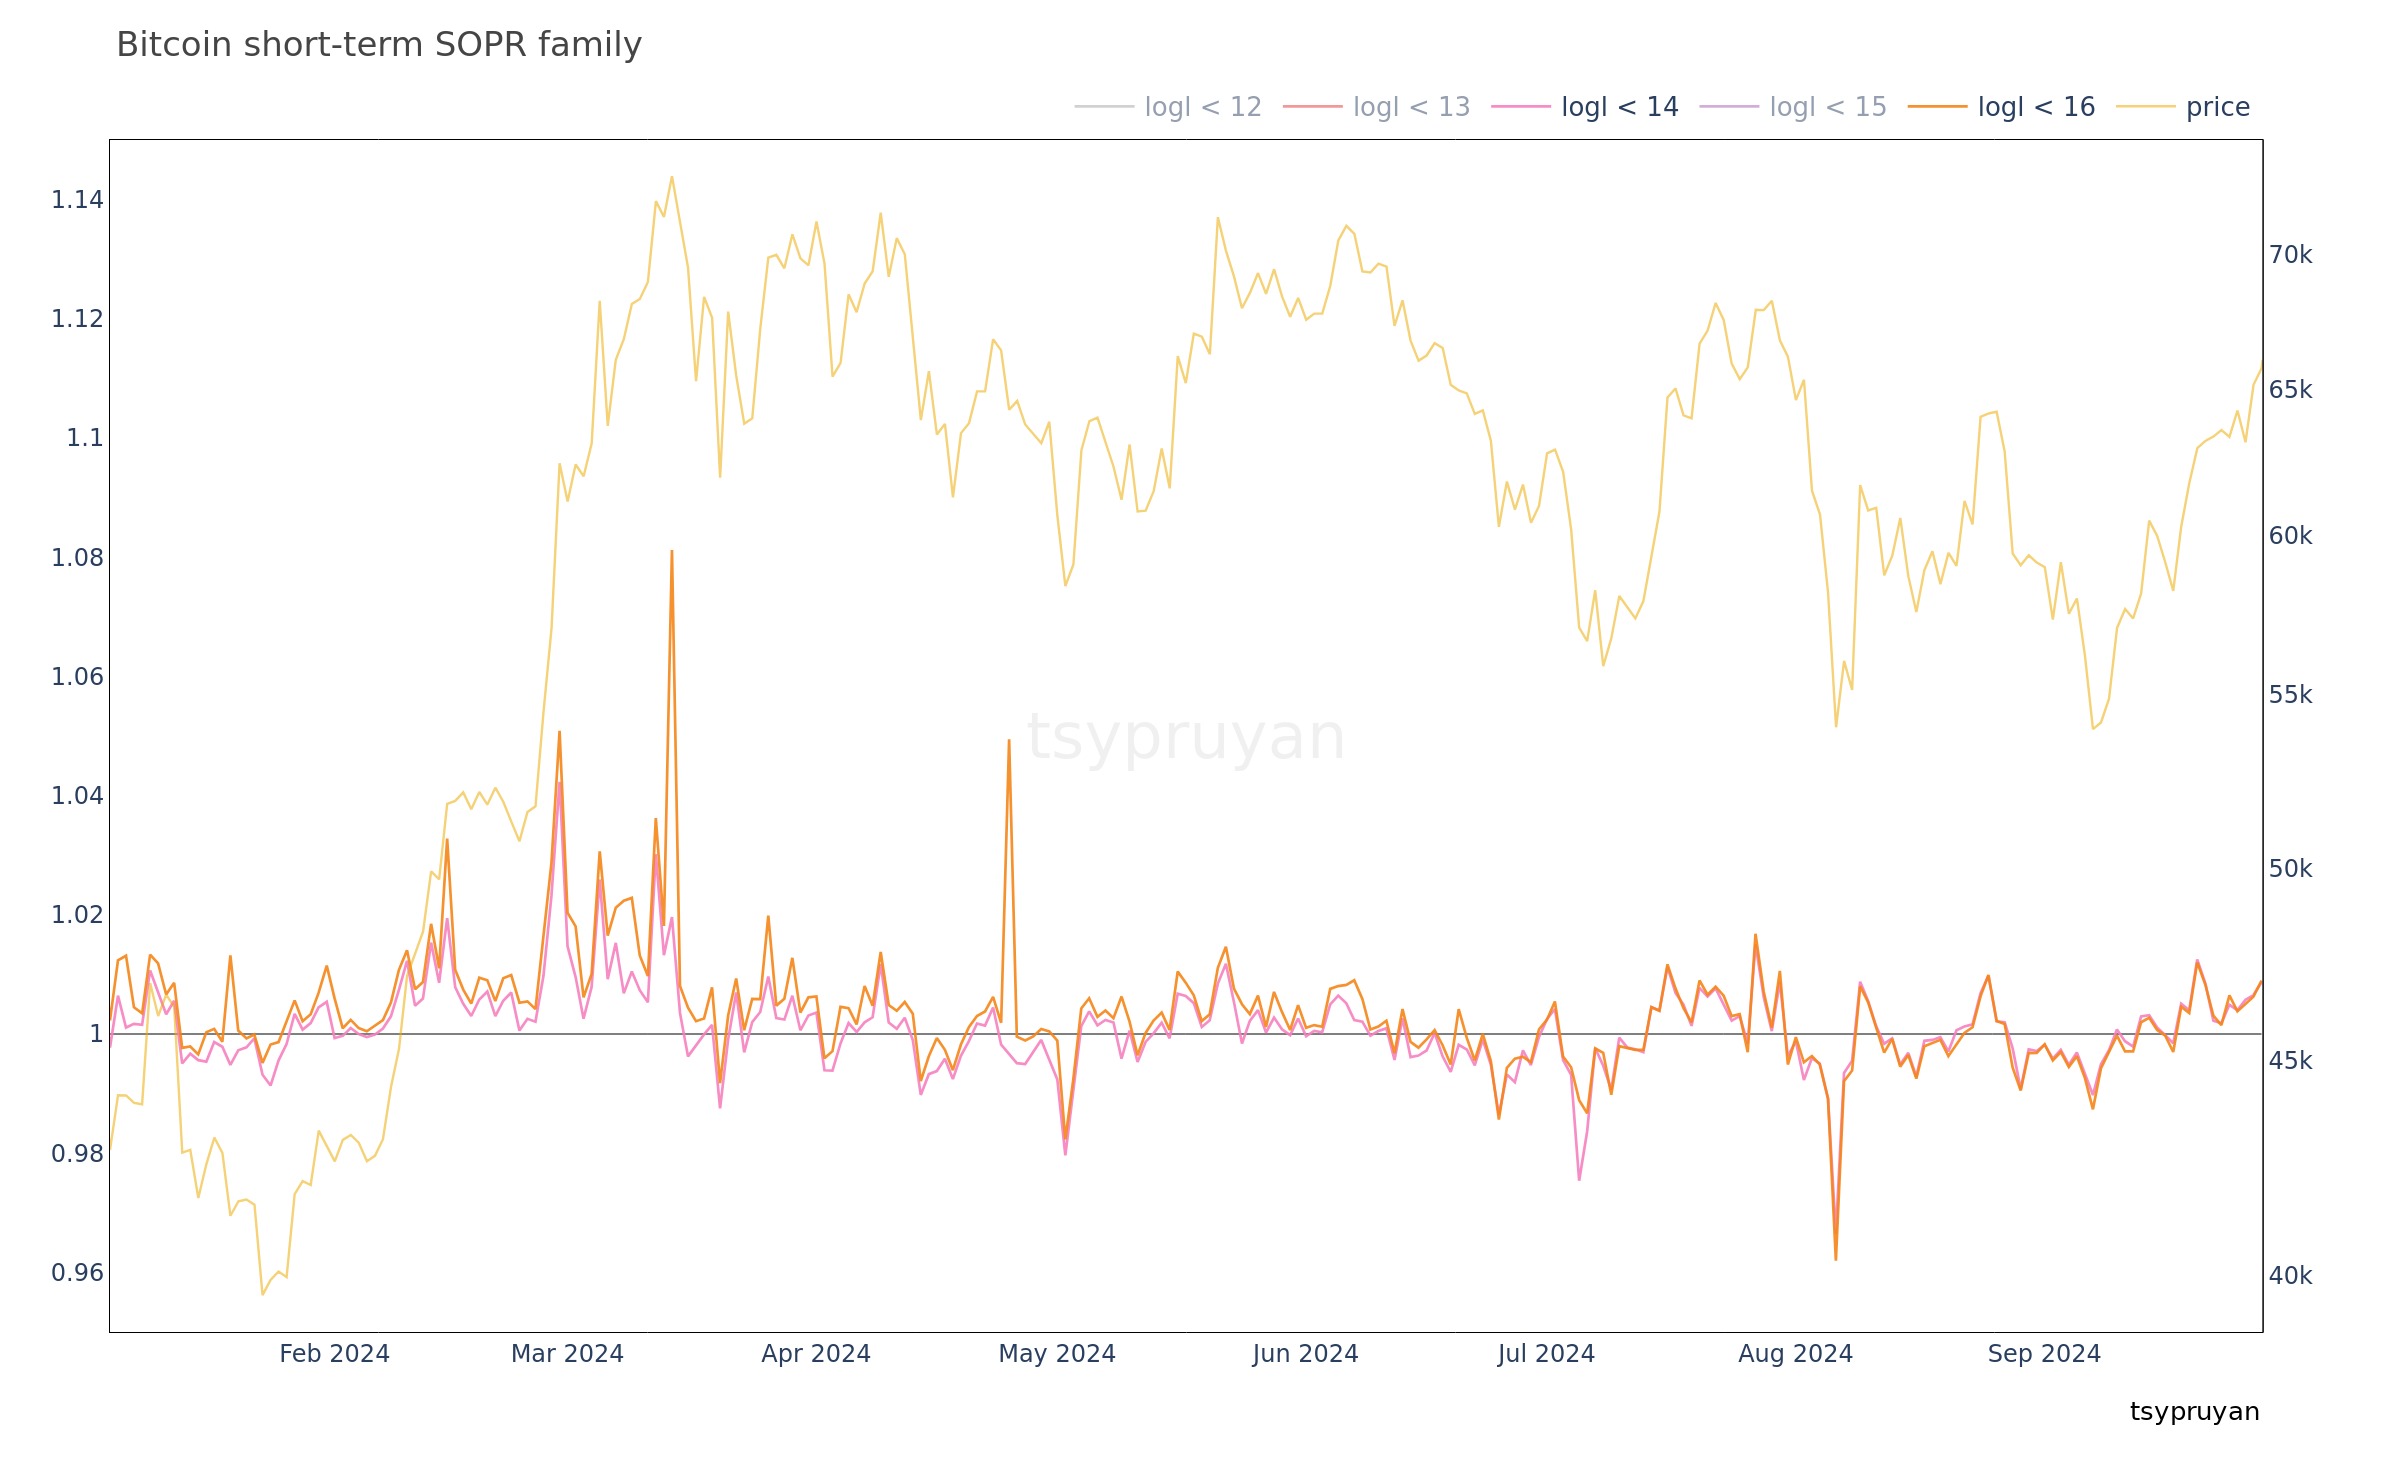 Bitcoin short-term SOPR family
logl < 12 logl < 13 logl < 14 logl < 15 logl < 16 price
1.14
1.12
1.1
1.08
1.06
1.04
1.02
1
0.98
0.96
70k
65k
60k
55k
50k
45k
40k
tsypruyan
Feb 2024 Mar 2024 Apr 2024 May 2024 Jun 2024 Jul 2024 Aug 2024 Sep 2024
tsypruyan